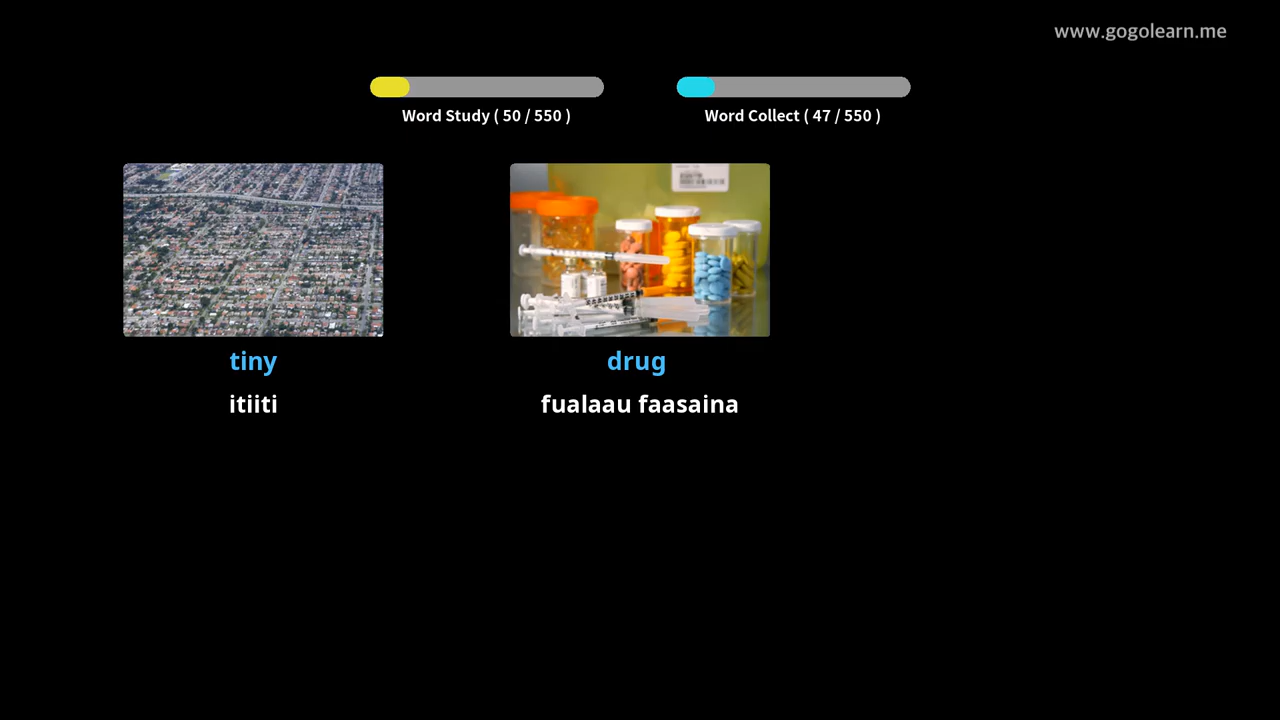 www.gogolearn.me
Word Study ( 50 / 550 )
Word Collect ( 47 / 550 )
tiny
itiiti
drug
fualaau faasaina